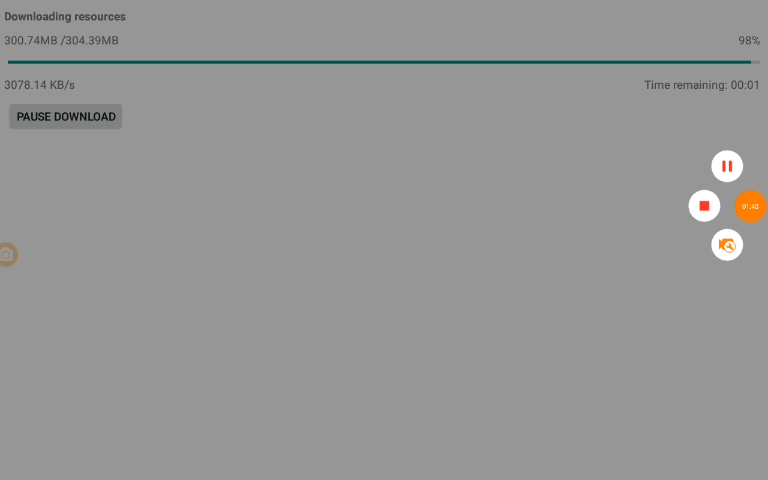 Downloading resources
300.74MB /304.39MB 98%
3078.14 KB/s Time remaining: 00:01
PAUSE DOWNLOAD
01:40